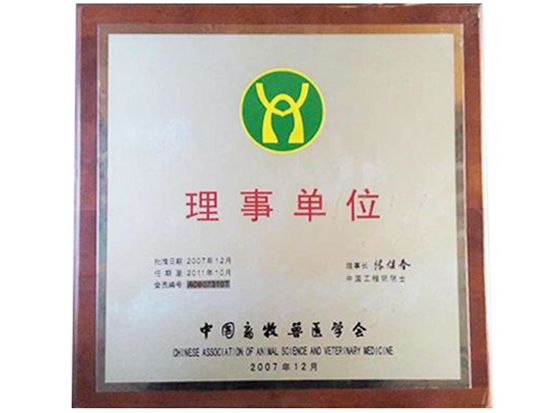 理事单位
批准日期 2007年12月
任 期 至 2011年10月
会员编号
理事长
中国工程院院士
中国畜牧兽医学会
CHINESE ASSOCIATION OF ANIMAL SCIENCE AND VETERINARY MEDICINE
2007年12月